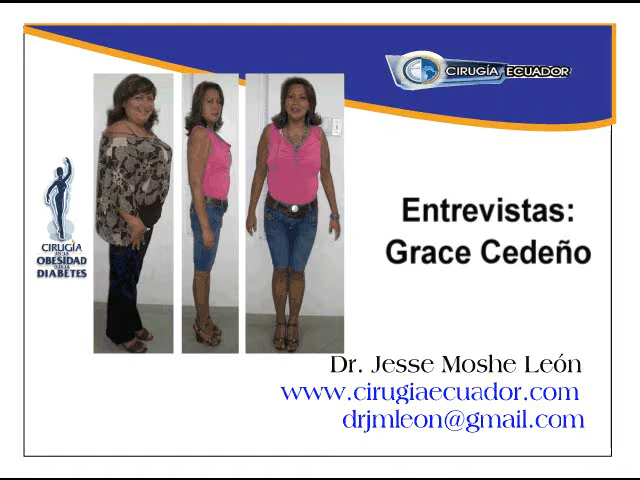 CIRUGÍA ECUADOR
CIRUGÍA
OBESIDAD
DIABETES
Entrevistas:
Grace Cedeño
Dr. Jesse Moshe León
www.cirugiaecuador.com
drjmleon@gmail.com